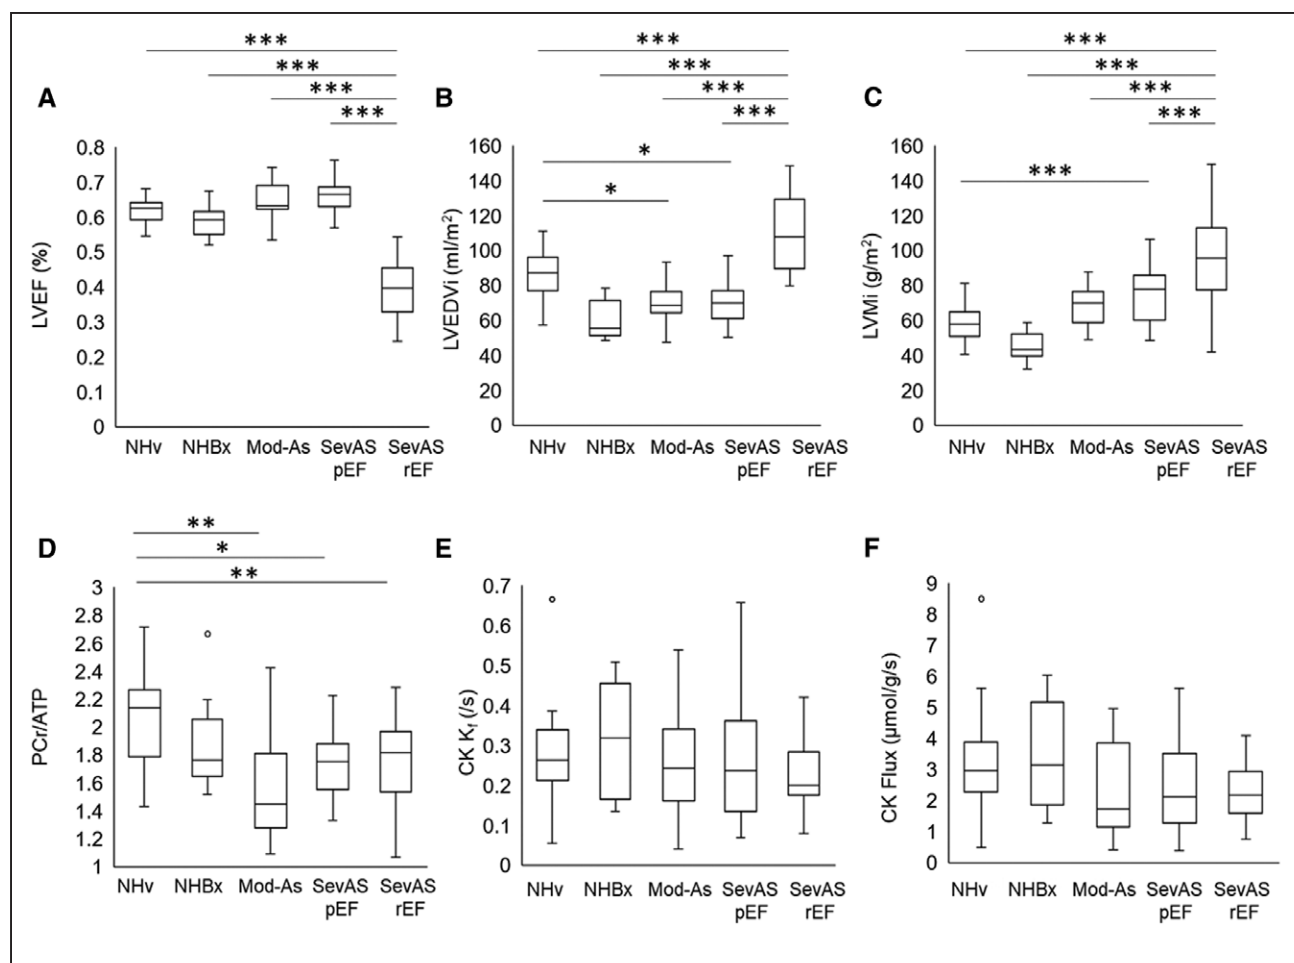 *** *** ***
*** *** ***
*** *** ***
A *** B *** C ***
0.8 160 160
0.7 * 140 *** 140
0.6 * 120 120
0.5 100 100
0.4 80 80
0.3 60 60
0.2 40 40
0.1 20 20
0 0 0
LVEF (%) LVEDVi (ml/m²) LVMi (g/m²)
NHv NHBx Mod-As SevAS pEF SevAS rEF
NHv NHBx Mod-As SevAS pEF SevAS rEF
NHv NHBx Mod-As SevAS pEF SevAS rEF
D ** * **
3
2.8
2.6
2.4
2.2
2
1.8
1.6
1.4
1.2
1
PCr/ATP
NHv NHBx Mod-As SevAS pEF SevAS rEF
E
0.7
0.6
0.5
0.4
0.3
0.2
0.1
0
CK Kf (/s)
NHv NHBx Mod-As SevAS pEF SevAS rEF
F
9
8
7
6
5
4
3
2
1
0
CK Flux (µmol/g/s)
NHv NHBx Mod-As SevAS pEF SevAS rEF